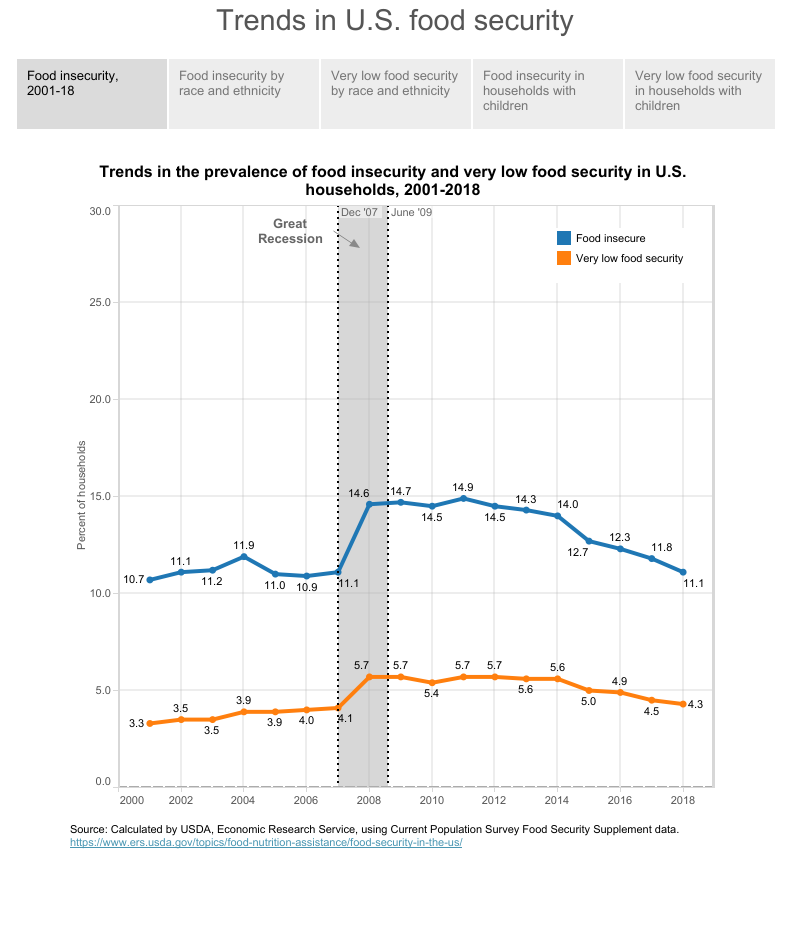 Trends in U.S. food security
Food insecurity,
2001-18
Food insecurity by
race and ethnicity
Very low food security
by race and ethnicity
Food insecurity in
households with
children
Very low food security
in households with
children
Trends in the prevalence of food insecurity and very low food security in U.S.
households, 2001-2018
30.0
Dec '07
June '09
Great
Recession
Food insecure
Very low food security
25.0
20.0
15.0
10.0
5.0
0.0
Percent of households
10.7
11.1
11.2
11.9
11.0
10.9
11.1
14.6
14.7
14.5
14.9
14.5
14.3
14.0
12.7
12.3
11.8
11.1
3.3
3.5
3.5
3.9
3.9
4.0
4.1
5.7
5.7
5.4
5.7
5.7
5.6
5.6
5.0
4.9
4.5
4.3
2000 2002 2004 2006 2008 2010 2012 2014 2016 2018
Source: Calculated by USDA, Economic Research Service, using Current Population Survey Food Security Supplement data.
https://www.ers.usda.gov/topics/food-nutrition-assistance/food-security-in-the-us/